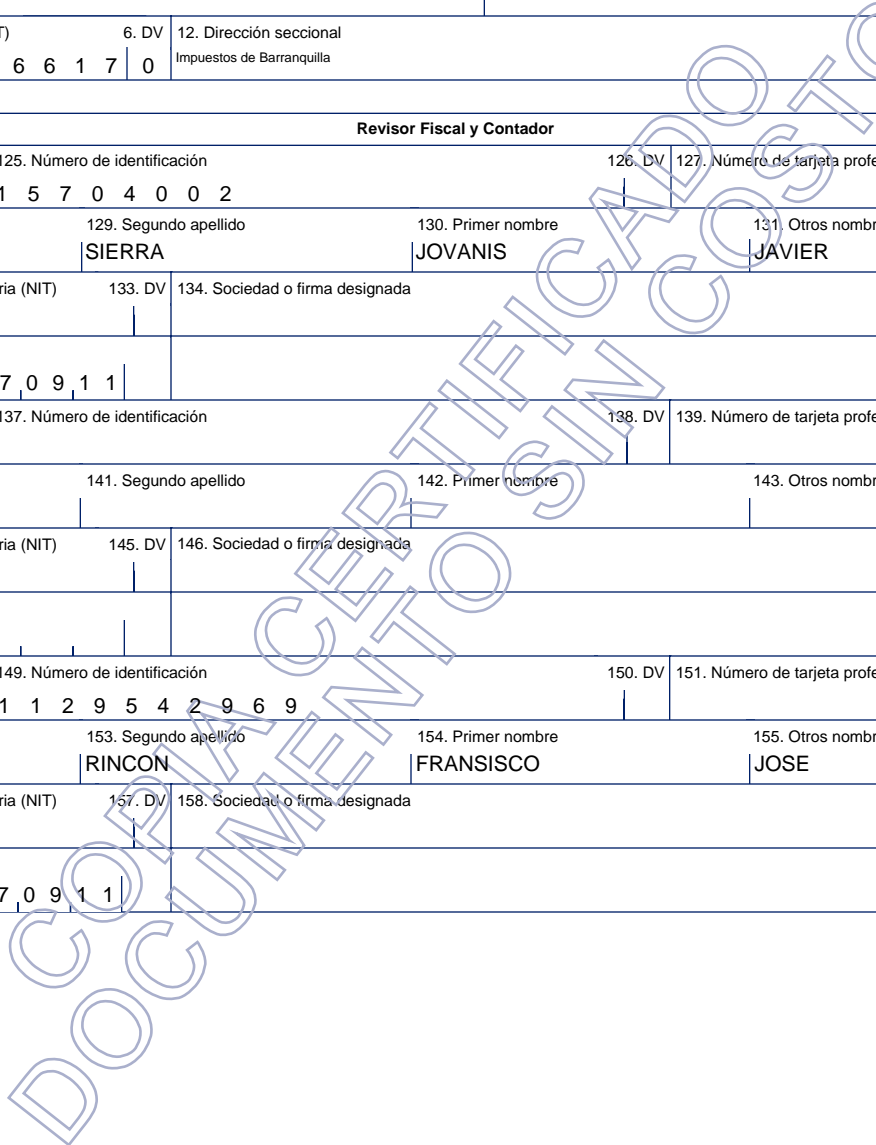 T) 6. DV 12. Dirección seccional
6 6 1 7 0 Impuestos de Barranquilla
Revisor Fiscal y Contador
125. Número de identificación 126. DV 127. Número de tarjeta profe
1 5 7 0 4 0 0 2
129. Segundo apellido 130. Primer nombre 131. Otros nombr
SIERRA JOVANIS JAVIER
ria (NIT) 133. DV 134. Sociedad o firma designada
7 0 9 1 1
137. Número de identificación 138. DV 139. Número de tarjeta profe
141. Segundo apellido 142. Primer nombre 143. Otros nombr
ria (NIT) 145. DV 146. Sociedad o firma designada
149. Número de identificación 150. DV 151. Número de tarjeta profe
1 1 2 9 5 4 2 9 6 9
153. Segundo apellido 154. Primer nombre 155. Otros nombr
RINCON FRANSISCO JOSE
ria (NIT) 157. DV 158. Sociedad o firma designada
7 0 9 1 1
COPIA CERTIFICADO
DOCUMENTO SIN COSTO